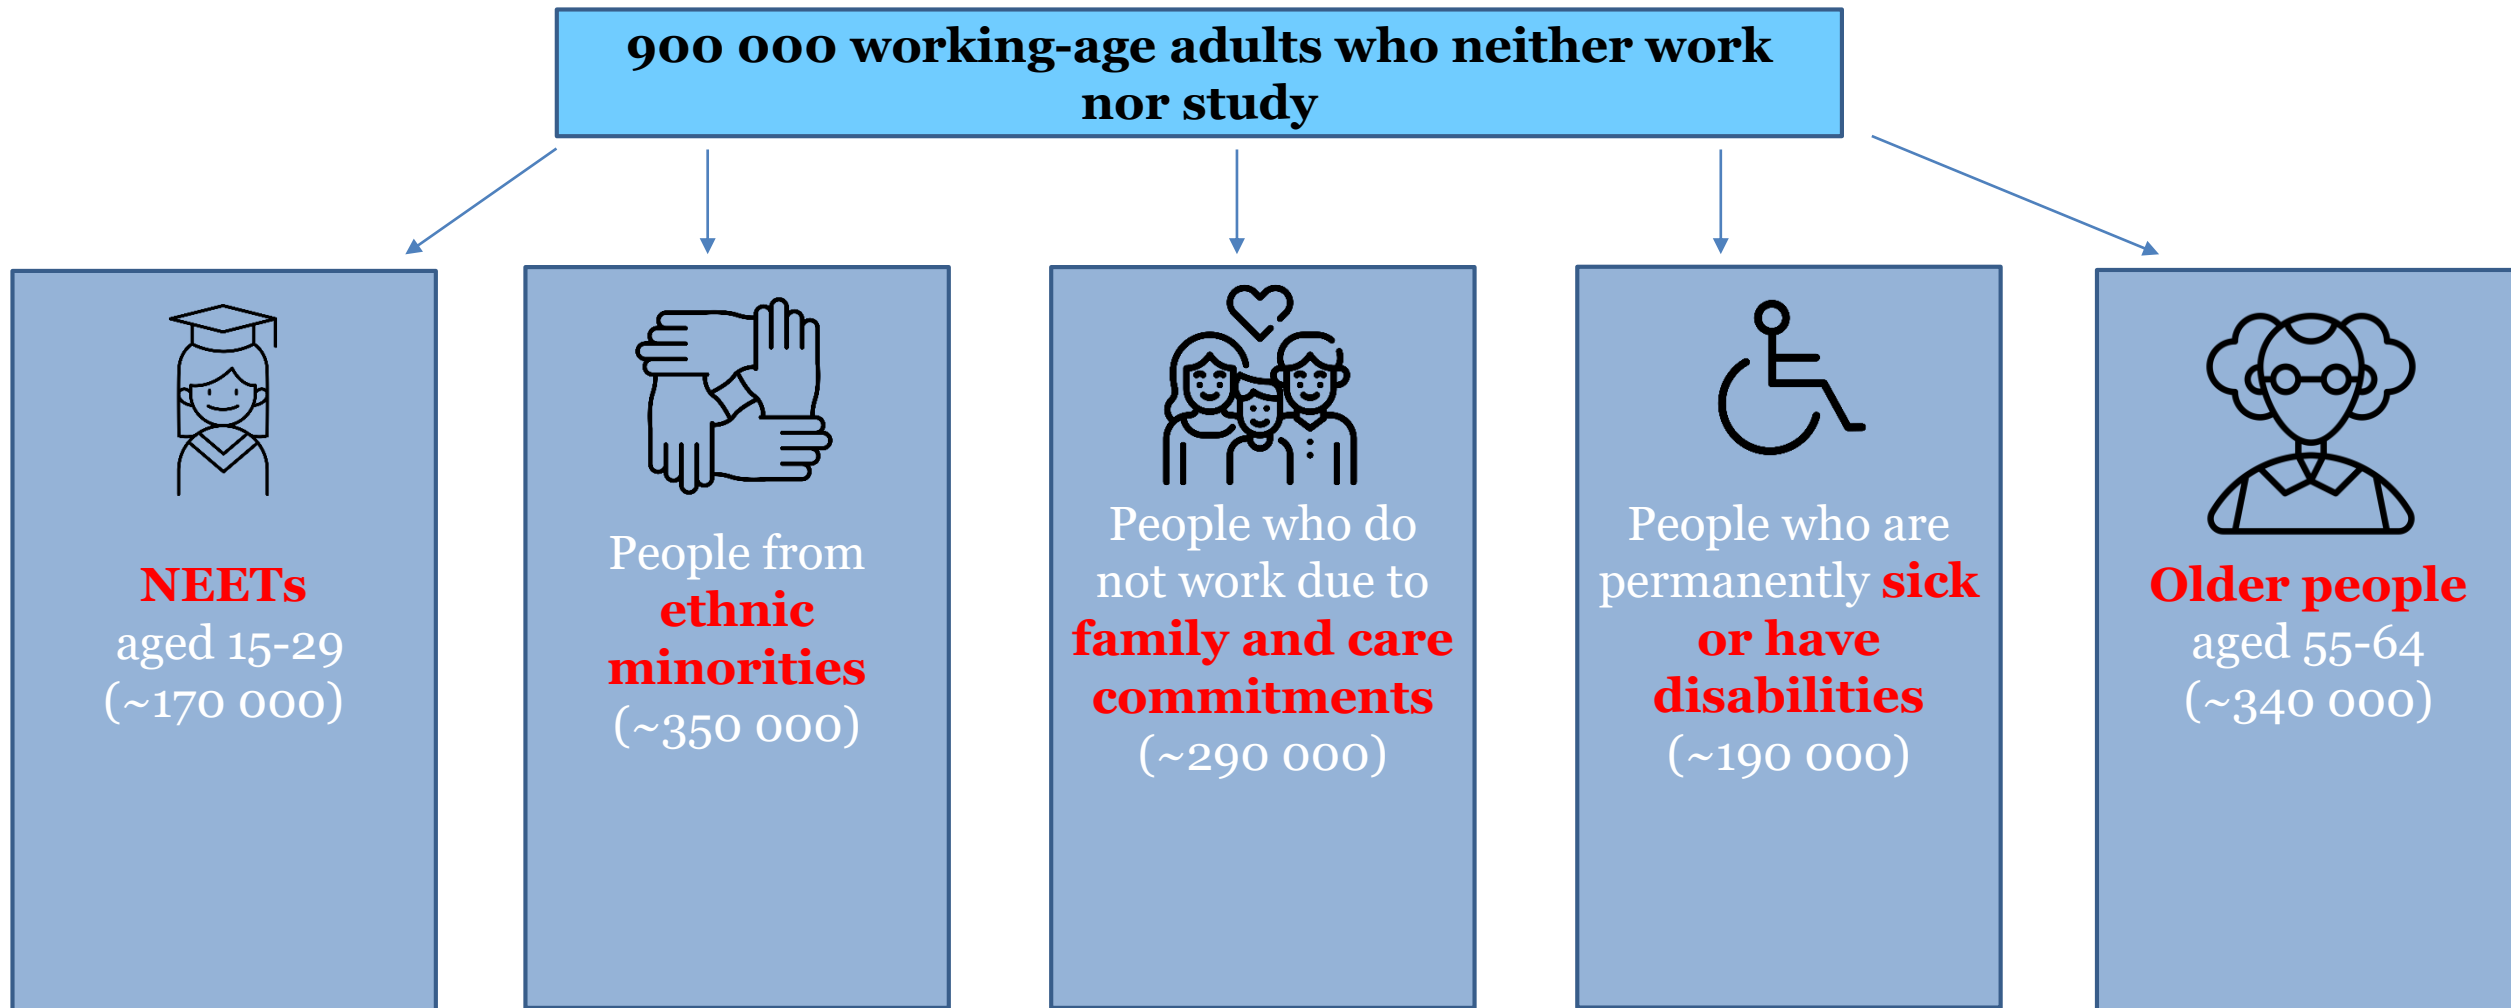 900 000 working-age adults who neither work
nor study
NEETs
aged 15-29
(~170 000)
People from
ethnic
minorities
(~350 000)
People who do
not work due to
family and care
commitments
(~290 000)
People who are
permanently sick
or have
disabilities
(~190 000)
Older people
aged 55-64
(~340 000)